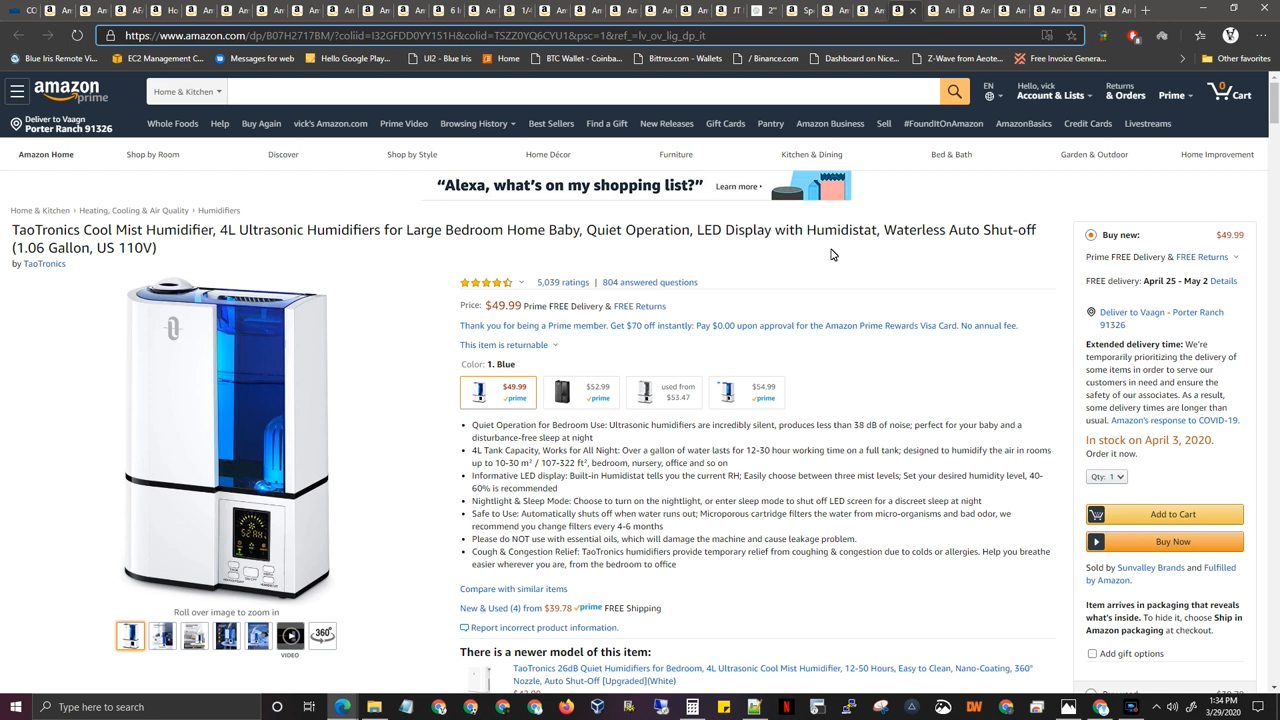 CC
Am
Sm
Am
2"
https://www.amazon.com/dp/B07H2717BM/?coliid=I32GFDD0YY151H&colid=TSZZ0YQ6CYU1&psc=1&ref_=lv_ov_lig_dp_it
Blue Iris Remote Vi... EC2 Management C... Messages for web Hello Google Play... UI2 - Blue Iris Home BTC Wallet - Coinba... Bittrex.com - Wallets / Binance.com Dashboard on Nice... Z-Wave from Aeote... Free Invoice Genera... Other favorites
amazon prime
Home & Kitchen
EN
Hello, vick
Account & Lists
Returns
& Orders
Prime
0
Cart
Deliver to Vaagn
Porter Ranch 91326
Whole Foods Help Buy Again vick's Amazon.com Prime Video Browsing History Best Sellers Find a Gift New Releases Gift Cards Pantry Amazon Business Sell #FoundItOnAmazon AmazonBasics Credit Cards Livestreams
Amazon Home Shop by Room Discover Shop by Style Home Décor Furniture Kitchen & Dining Bed & Bath Garden & Outdoor Home Improvement
“Alexa, what’s on my shopping list?” Learn more
Home & Kitchen › Heating, Cooling & Air Quality › Humidifiers
TaoTronics Cool Mist Humidifier, 4L Ultrasonic Humidifiers for Large Bedroom Home Baby, Quiet Operation, LED Display with Humidistat, Waterless Auto Shut-off
(1.06 Gallon, US 110V)
by TaoTronics
5,039 ratings | 804 answered questions
Price: $49.99 Prime FREE Delivery & FREE Returns
Thank you for being a Prime member. Get $70 off instantly: Pay $0.00 upon approval for the Amazon Prime Rewards Visa Card. No annual fee.
This item is returnable
Color: 1. Blue
$49.99
prime
$52.99
prime
used from
$53.47
$54.99
prime
• Quiet Operation for Bedroom Use: Ultrasonic humidifiers are incredibly silent, produces less than 38 dB of noise; perfect for your baby and a
disturbance-free sleep at night
• 4L Tank Capacity, Works for All Night: Over a gallon of water lasts for 12-30 hour working time on a full tank; designed to humidify the air in rooms
up to 10-30 m² / 107-322 ft², bedroom, nursery, office and so on
• Informative LED display: Built-in Humidistat tells you the current RH; Easily choose between three mist levels; Set your desired humidity level, 40-
60% is recommended
• Nightlight & Sleep Mode: Choose to turn on the nightlight, or enter sleep mode to shut off LED screen for a discreet sleep at night
• Safe to Use: Automatically shuts off when water runs out; Microporous cartridge filters the water from micro-organisms and bad odor, we
recommend you change filters every 4-6 months
• Please do NOT use with essential oils, which will damage the machine and cause leakage problem.
• Cough & Congestion Relief: TaoTronics humidifiers provide temporary relief from coughing & congestion due to colds or allergies. Help you breathe
easier wherever you are, from the bedroom to office
Compare with similar items
New & Used (4) from $39.78 prime FREE Shipping
Report incorrect product information.
There is a newer model of this item:
TaoTronics 26dB Quiet Humidifiers for Bedroom, 4L Ultrasonic Cool Mist Humidifier, 12-50 Hours, Easy to Clean, Nano-Coating, 360°
Nozzle, Auto Shut-Off [Upgraded](White)
Roll over image to zoom in
360°
VIDEO
Buy new: $49.99
Prime FREE Delivery & FREE Returns
FREE delivery: April 25 - May 2 Details
Deliver to Vaagn - Porter Ranch
91326
Extended delivery time: We're
temporarily prioritizing the delivery of
some items in order to serve our
customers in need and ensure the
safety of our associates. As a result,
some delivery times are longer than
usual. Amazon's response to COVID-19.
In stock on April 3, 2020.
Order it now.
Qty: 1
Add to Cart
Buy Now
Sold by Sunvalley Brands and Fulfilled
by Amazon.
Item arrives in packaging that reveals
what's inside. To hide it, choose Ship in
Amazon packaging at checkout.
Add gift options
Type here to search
1:34 PM
3/29/2020